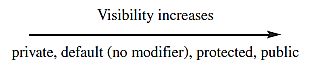 Visibility increases
private, default (no modifier), protected, public